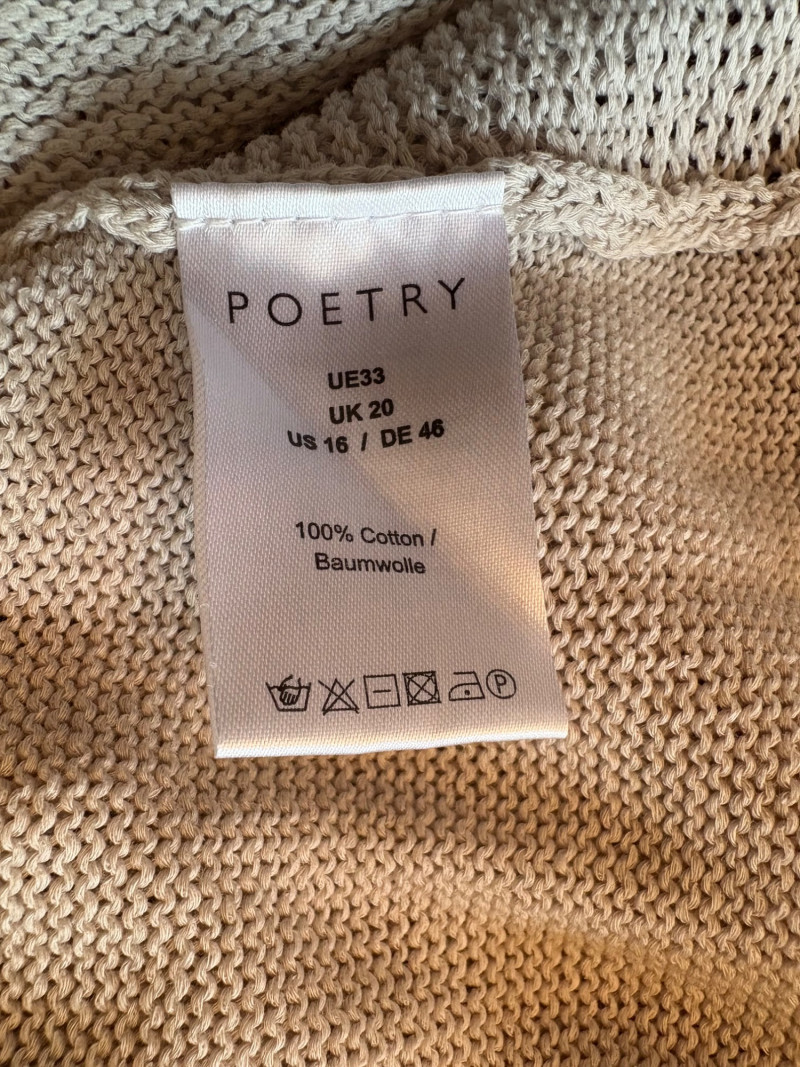 POETRY
UE33
UK 20
US 16 / DE 46
100% Cotton /
Baumwolle
P